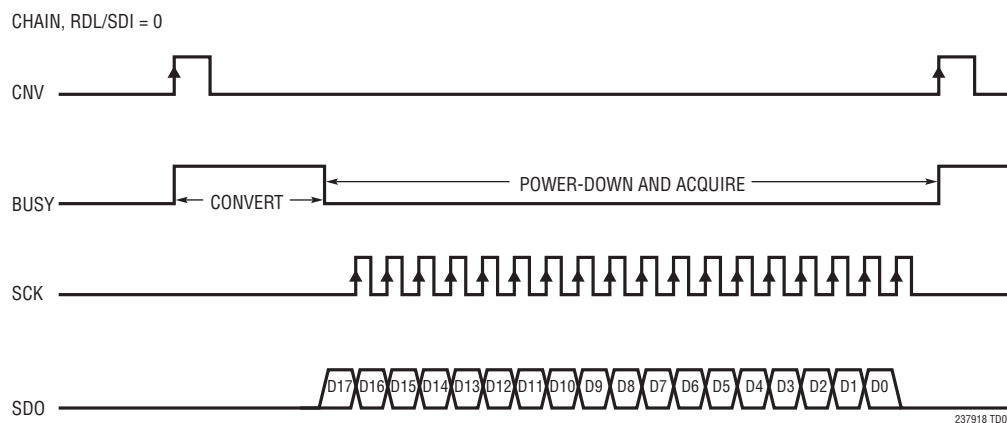 CHAIN, RDL/SDI = 0
CNV
BUSY
CONVERT
POWER-DOWN AND ACQUIRE
SCK
SDO
D17 D16 D15 D14 D13 D12 D11 D10 D9 D8 D7 D6 D5 D4 D3 D2 D1 D0
237918 TD0